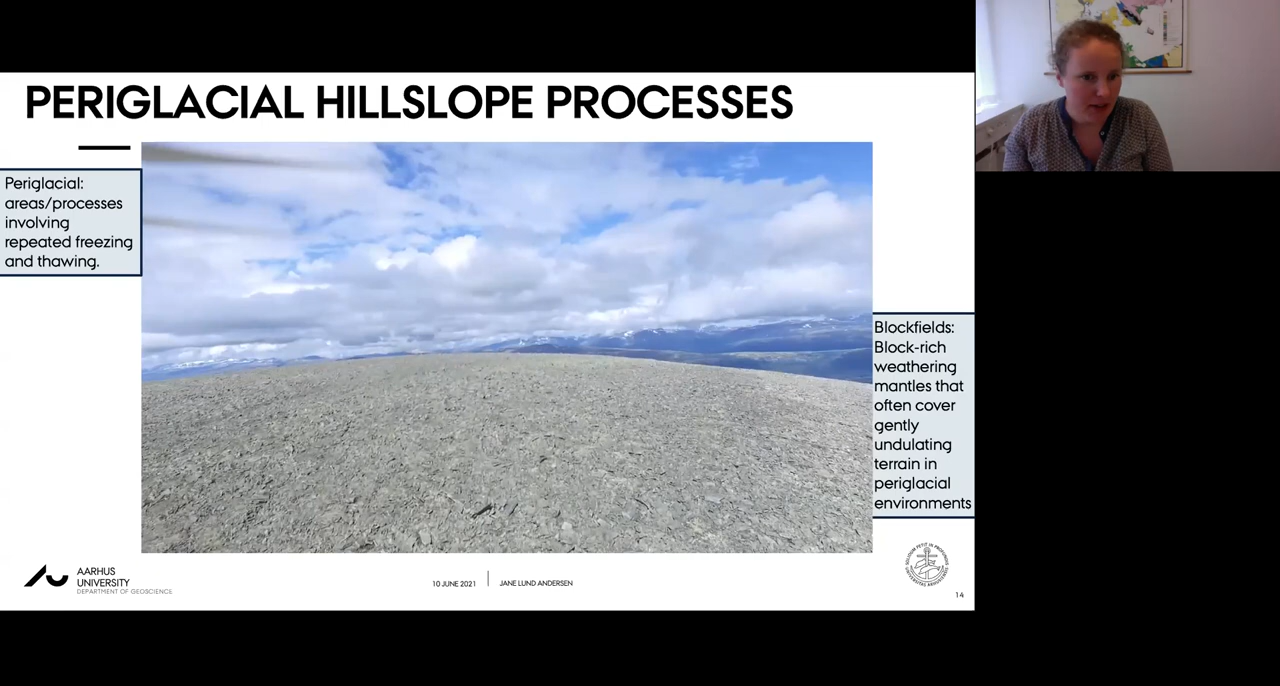 PERIGLACIAL HILLSLOPE PROCESSES
Periglacial:
areas/processes
involving
repeated freezing
and thawing.
Blockfields:
Block-rich
weathering
mantles that
often cover
gently
undulating
terrain in
periglacial
environments
AARHUS
UNIVERSITY
DEPARTMENT OF GEOSCIENCE
10 JUNE 2021
JANE LUND ANDERSEN
14